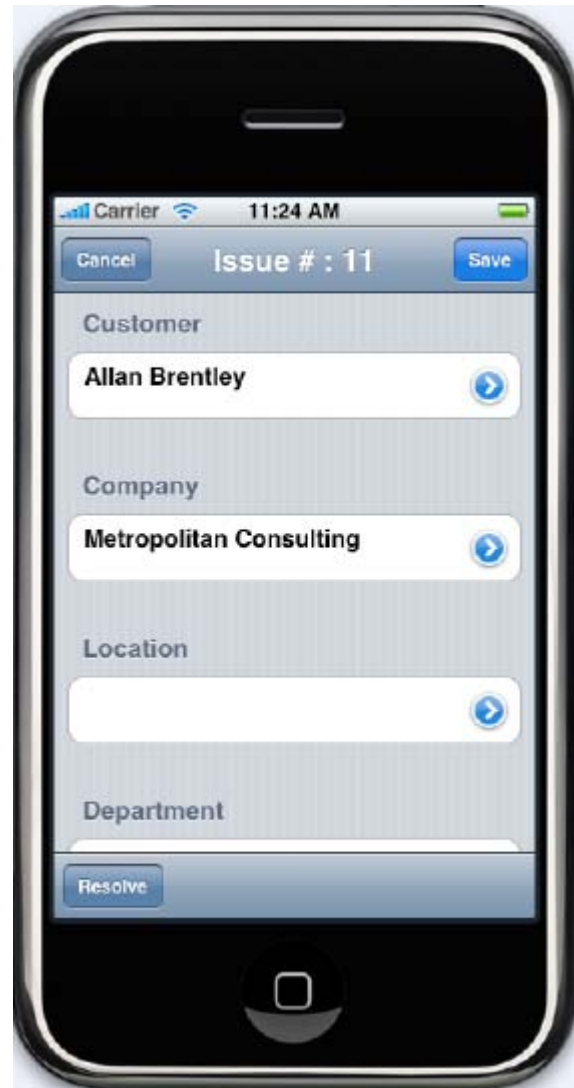 Carrier 11:24 AM
Cancel Issue # : 11 Save
Customer
Allan Brentley
Company
Metropolitan Consulting
Location
Department
Resolve